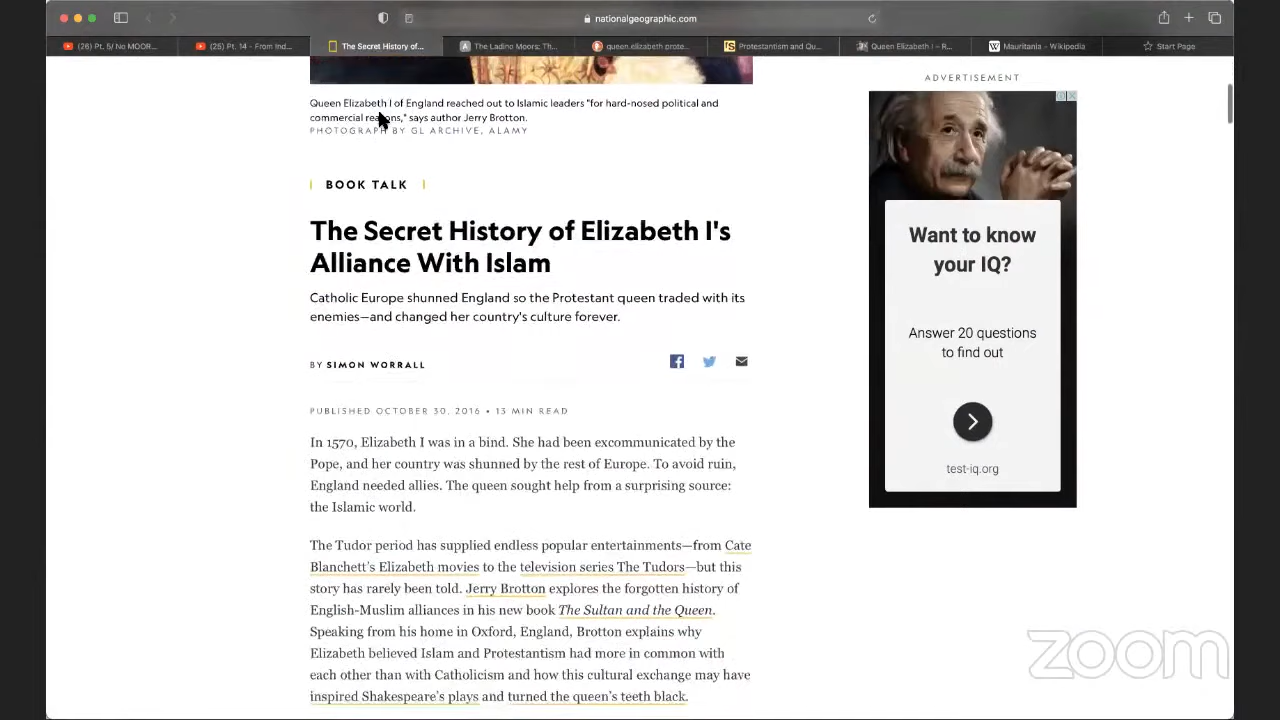 nationalgeographic.com
(26) Pt. 5/ No MOOR...
(25) Pt. 14 - From Ind...
The Secret History of...
The Ladino Moors: Th...
queen.elizabeth prote...
Protestantism and Qu...
Queen Elizabeth I – R...
Mauritania - Wikipedia
Start Page
Queen Elizabeth I of England reached out to Islamic leaders "for hard-nosed political and
commercial reasons," says author Jerry Brotton.
PHOTOGRAPH BY GL ARCHIVE, ALAMY
BOOK TALK
The Secret History of Elizabeth I's
Alliance With Islam
Catholic Europe shunned England so the Protestant queen traded with its
enemies—and changed her country's culture forever.
BY SIMON WORRALL
PUBLISHED OCTOBER 30, 2016 • 13 MIN READ
In 1570, Elizabeth I was in a bind. She had been excommunicated by the
Pope, and her country was shunned by the rest of Europe. To avoid ruin,
England needed allies. The queen sought help from a surprising source:
the Islamic world.
The Tudor period has supplied endless popular entertainments—from Cate
Blanchett's Elizabeth movies to the television series The Tudors—but this
story has rarely been told. Jerry Brotton explores the forgotten history of
English-Muslim alliances in his new book The Sultan and the Queen.
Speaking from his home in Oxford, England, Brotton explains why
Elizabeth believed Islam and Protestantism had more in common with
each other than with Catholicism and how this cultural exchange may have
inspired Shakespeare's plays and turned the queen's teeth black.
ADVERTISEMENT
Want to know
your IQ?
Answer 20 questions
to find out
test-iq.org
zoom